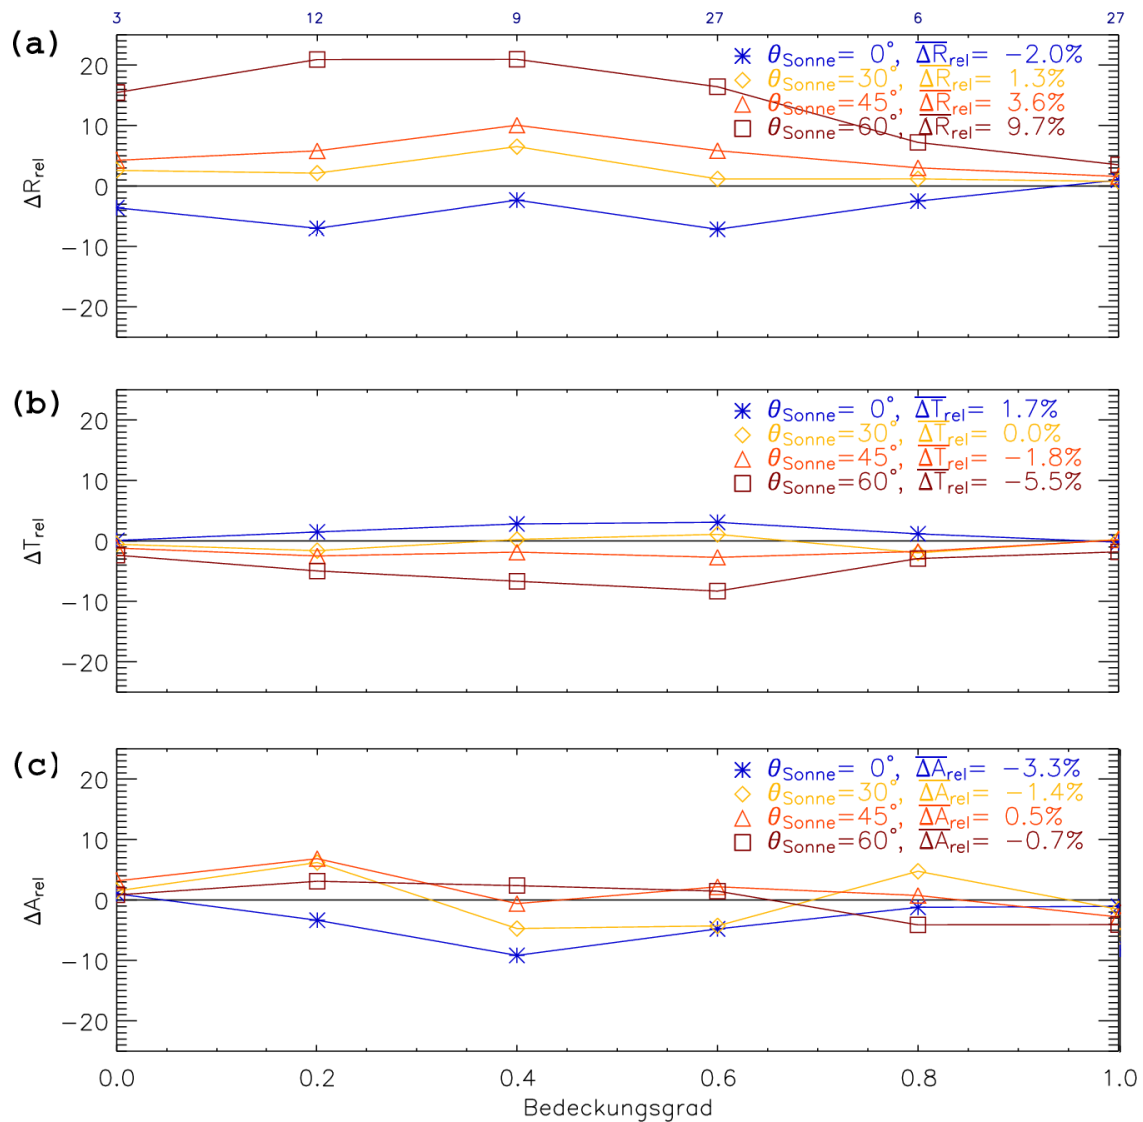 3 12 9 27 6 27
(a)
θSonne= 0°, ΔRrel= −2.0%
θSonne=30°, ΔRrel= 1.3%
θSonne=45°, ΔRrel= 3.6%
θSonne=60°, ΔRrel= 9.7%
20
10
0
−10
−20
ΔRrel
(b)
θSonne= 0°, ΔTrel= 1.7%
θSonne=30°, ΔTrel= 0.0%
θSonne=45°, ΔTrel= −1.8%
θSonne=60°, ΔTrel= −5.5%
20
10
0
−10
−20
ΔTrel
(c)
θSonne= 0°, ΔArel= −3.3%
θSonne=30°, ΔArel= −1.4%
θSonne=45°, ΔArel= 0.5%
θSonne=60°, ΔArel= −0.7%
20
10
0
−10
−20
ΔArel
0.0 0.2 0.4 0.6 0.8 1.0
Bedeckungsgrad